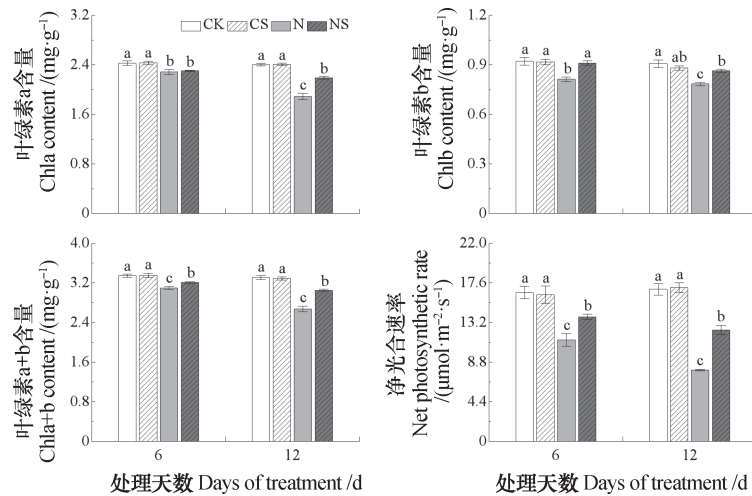 CK CS N NS
叶绿素a含量
Chla content /(mg·g⁻¹)
3.2
2.4
1.6
0.8
0
a a b b
a a c b
叶绿素b含量
Chlb content /(mg·g⁻¹)
1.2
0.9
0.6
0.3
0
a a b a
a ab c b
叶绿素a+b含量
Chla+b content /(mg·g⁻¹)
4.0
3.2
2.4
1.6
0.8
0
a a c b
a a c b
6 12
处理天数 Days of treatment /d
净光合速率
Net photosynthetic rate
/(μmol·m⁻²·s⁻¹)
22.0
17.6
13.2
8.8
4.4
0
a a c b
a a c b
6 12
处理天数 Days of treatment /d